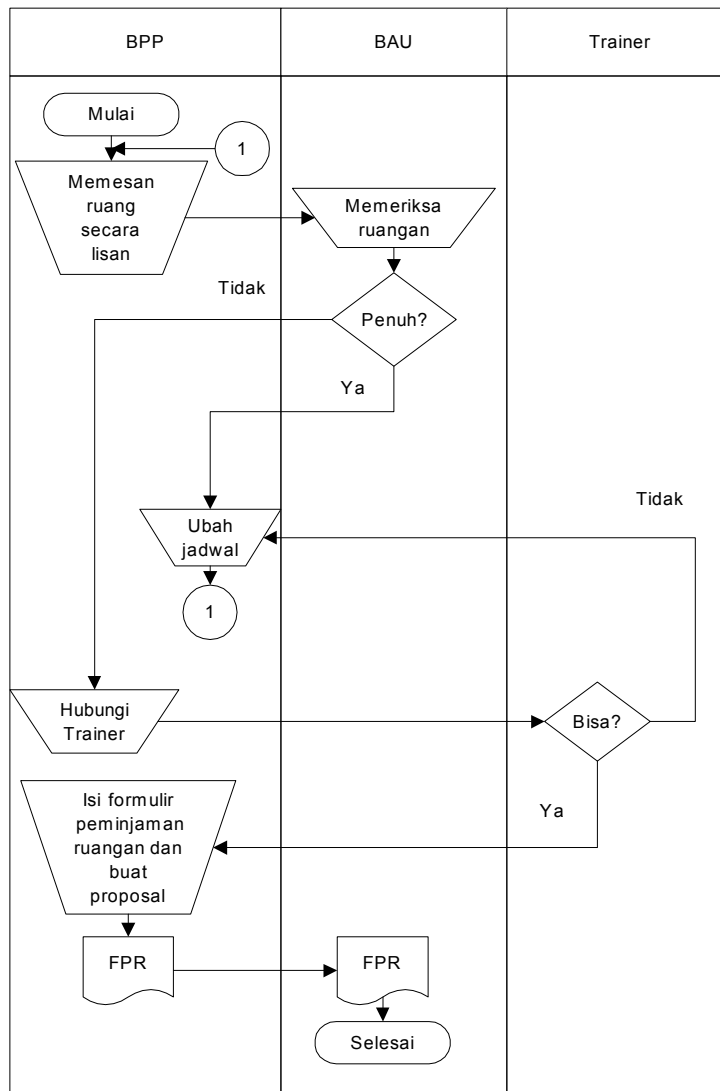 BPP
BAU
Trainer
Mulai
1
Memesan
ruang
secara
lisan
Memeriksa
ruangan
Tidak
Penuh?
Ya
Tidak
Ubah
jadwal
1
Hubungi
Trainer
Bisa?
Isi formulir
peminjaman
ruangan dan
buat
proposal
Ya
FPR
FPR
Selesai